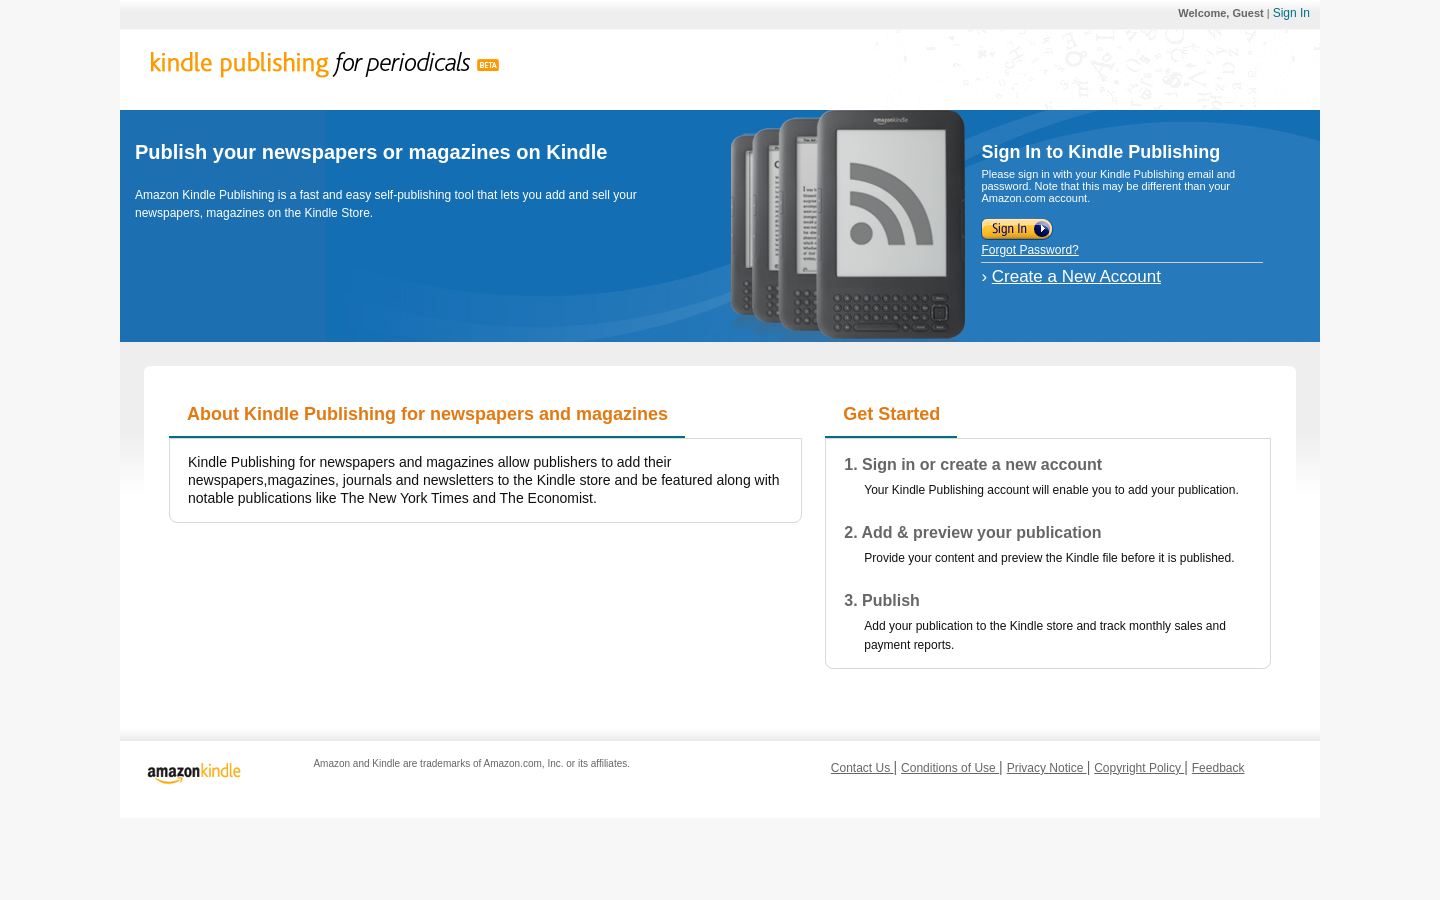 Welcome, Guest | Sign In
kindle publishing for periodicals BETA
Publish your newspapers or magazines on Kindle
Amazon Kindle Publishing is a fast and easy self-publishing tool that lets you add and sell your
newspapers, magazines on the Kindle Store.
amazonkindle
Sign In to Kindle Publishing
Please sign in with your Kindle Publishing email and
password. Note that this may be different than your
Amazon.com account.
Sign In
Forgot Password?
› Create a New Account
About Kindle Publishing for newspapers and magazines
Kindle Publishing for newspapers and magazines allow publishers to add their
newspapers,magazines, journals and newsletters to the Kindle store and be featured along with
notable publications like The New York Times and The Economist.
Get Started
1. Sign in or create a new account
Your Kindle Publishing account will enable you to add your publication.
2. Add & preview your publication
Provide your content and preview the Kindle file before it is published.
3. Publish
Add your publication to the Kindle store and track monthly sales and
payment reports.
amazonkindle
Amazon and Kindle are trademarks of Amazon.com, Inc. or its affiliates.
Contact Us | Conditions of Use | Privacy Notice | Copyright Policy | Feedback